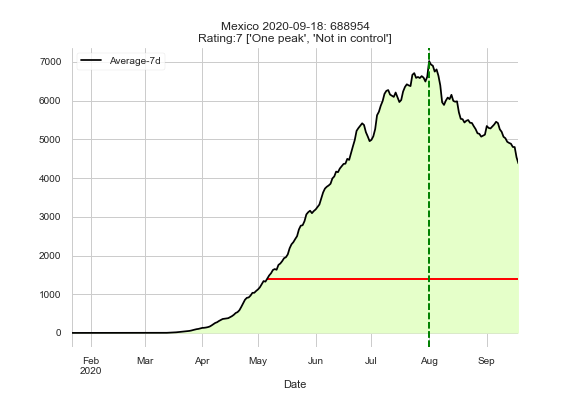 Mexico 2020-09-18: 688954
Rating:7 ['One peak', 'Not in control']
Average-7d
7000
6000
5000
4000
3000
2000
1000
0
Feb Mar Apr May Jun Jul Aug Sep
2020
Date